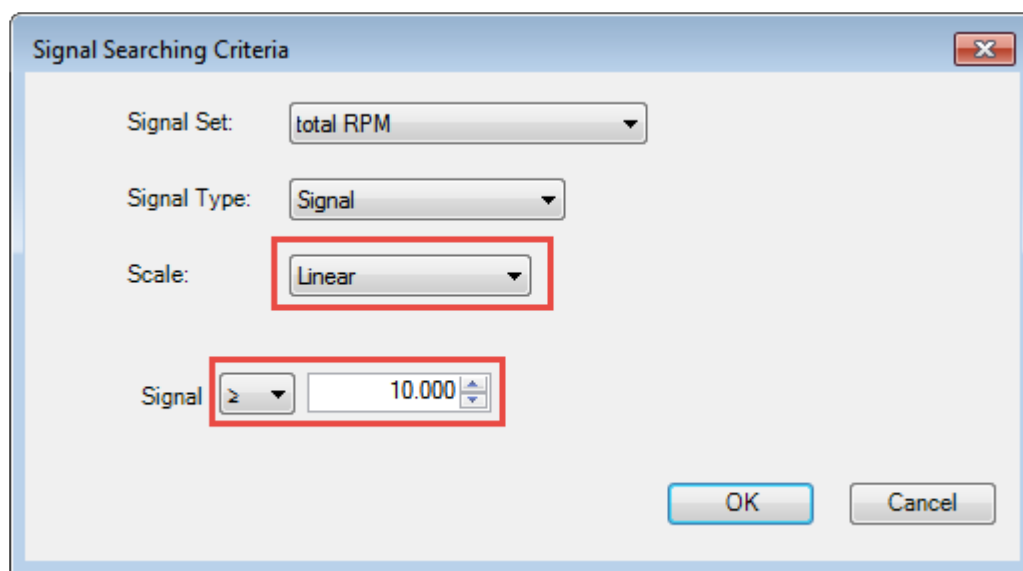 Signal Searching Criteria
Signal Set: total RPM
Signal Type: Signal
Scale: Linear
Signal ≥ 10.000
OK Cancel